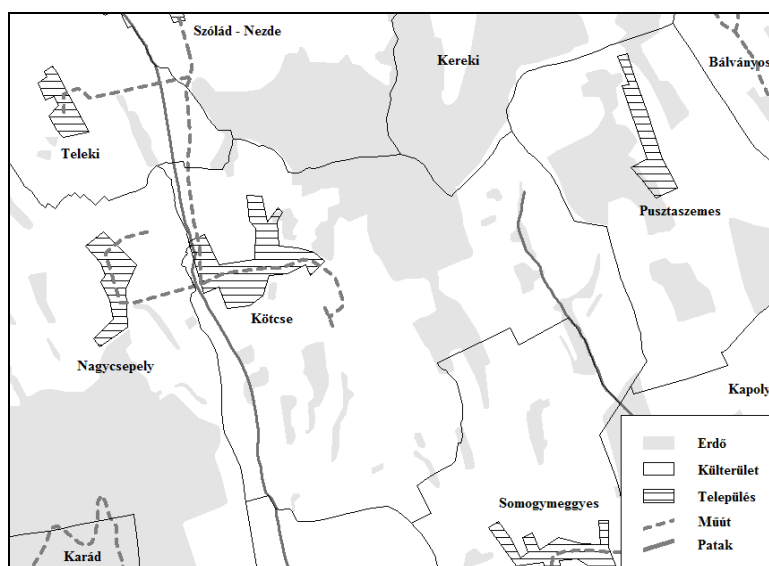 Szólád - Nezde
Kereki
Bálványos
Teleki
Pusztaszemes
Kötcse
Nagycsepely
Kapoly
Erdő
Külterület
Somogymeggyes
Település
Műút
Karád
Patak